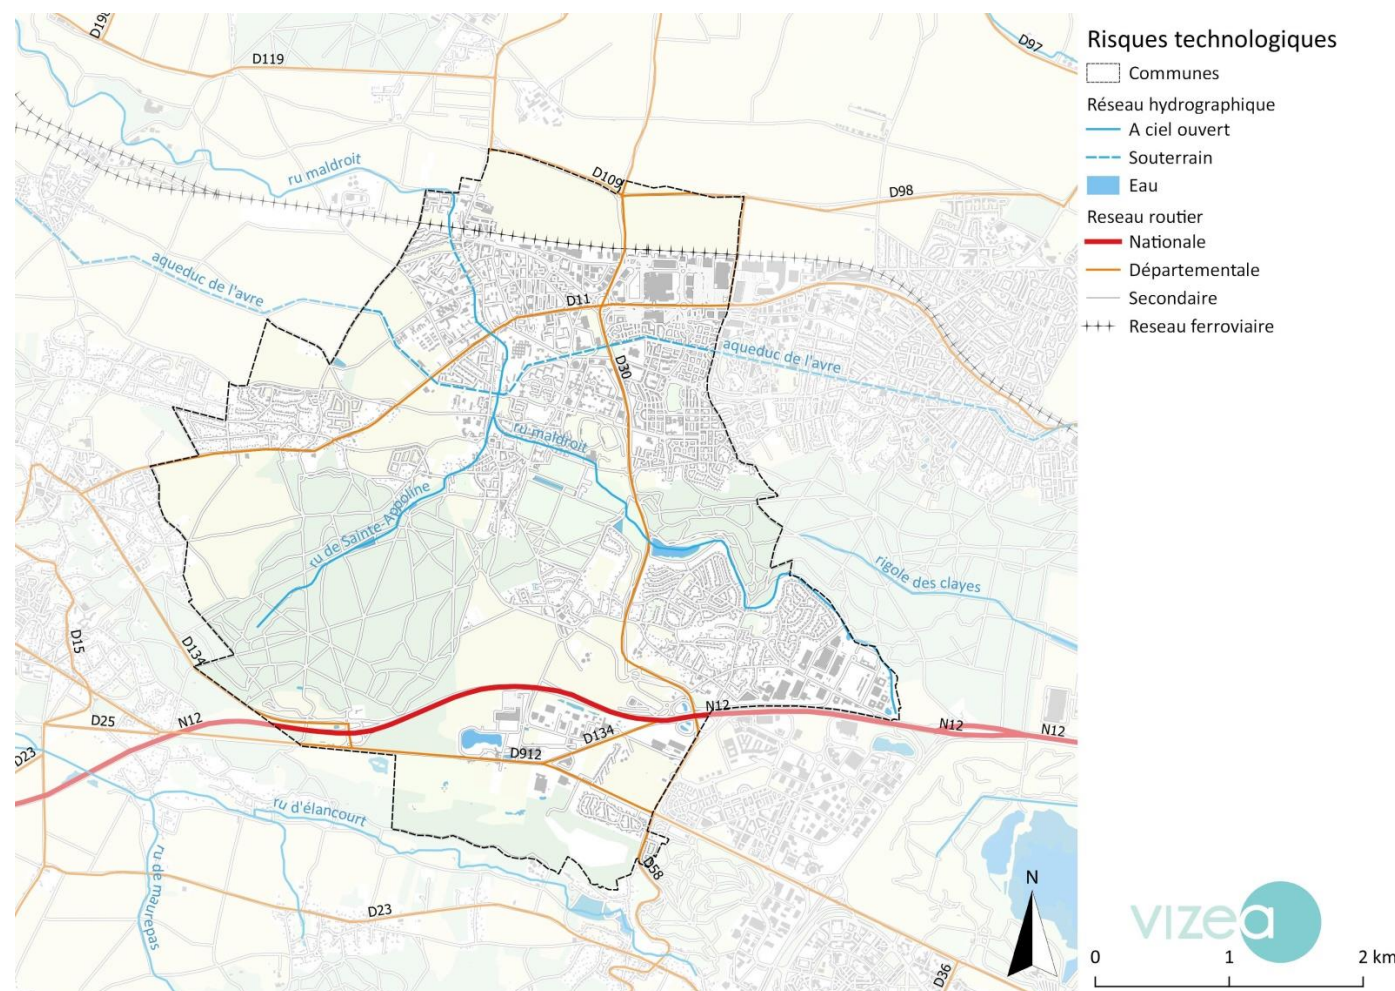 Risques technologiques
Communes
Réseau hydrographique
A ciel ouvert
Souterrain
Eau
Reseau routier
Nationale
Départementale
Secondaire
Reseau ferroviaire
D119
D97
ru maldroit
D109
D98
aqueduc de l'avre
D11
aqueduc de l'avre
D30
ru maldroit
ru de Sainte-Appoline
rigole des clayes
D15
D134
D25
N12
N12
N12
N12
D134
D912
D23
ru d'élancourt
ru de maurepas
D58
D23
D36
N
vizea
0 1 2 km